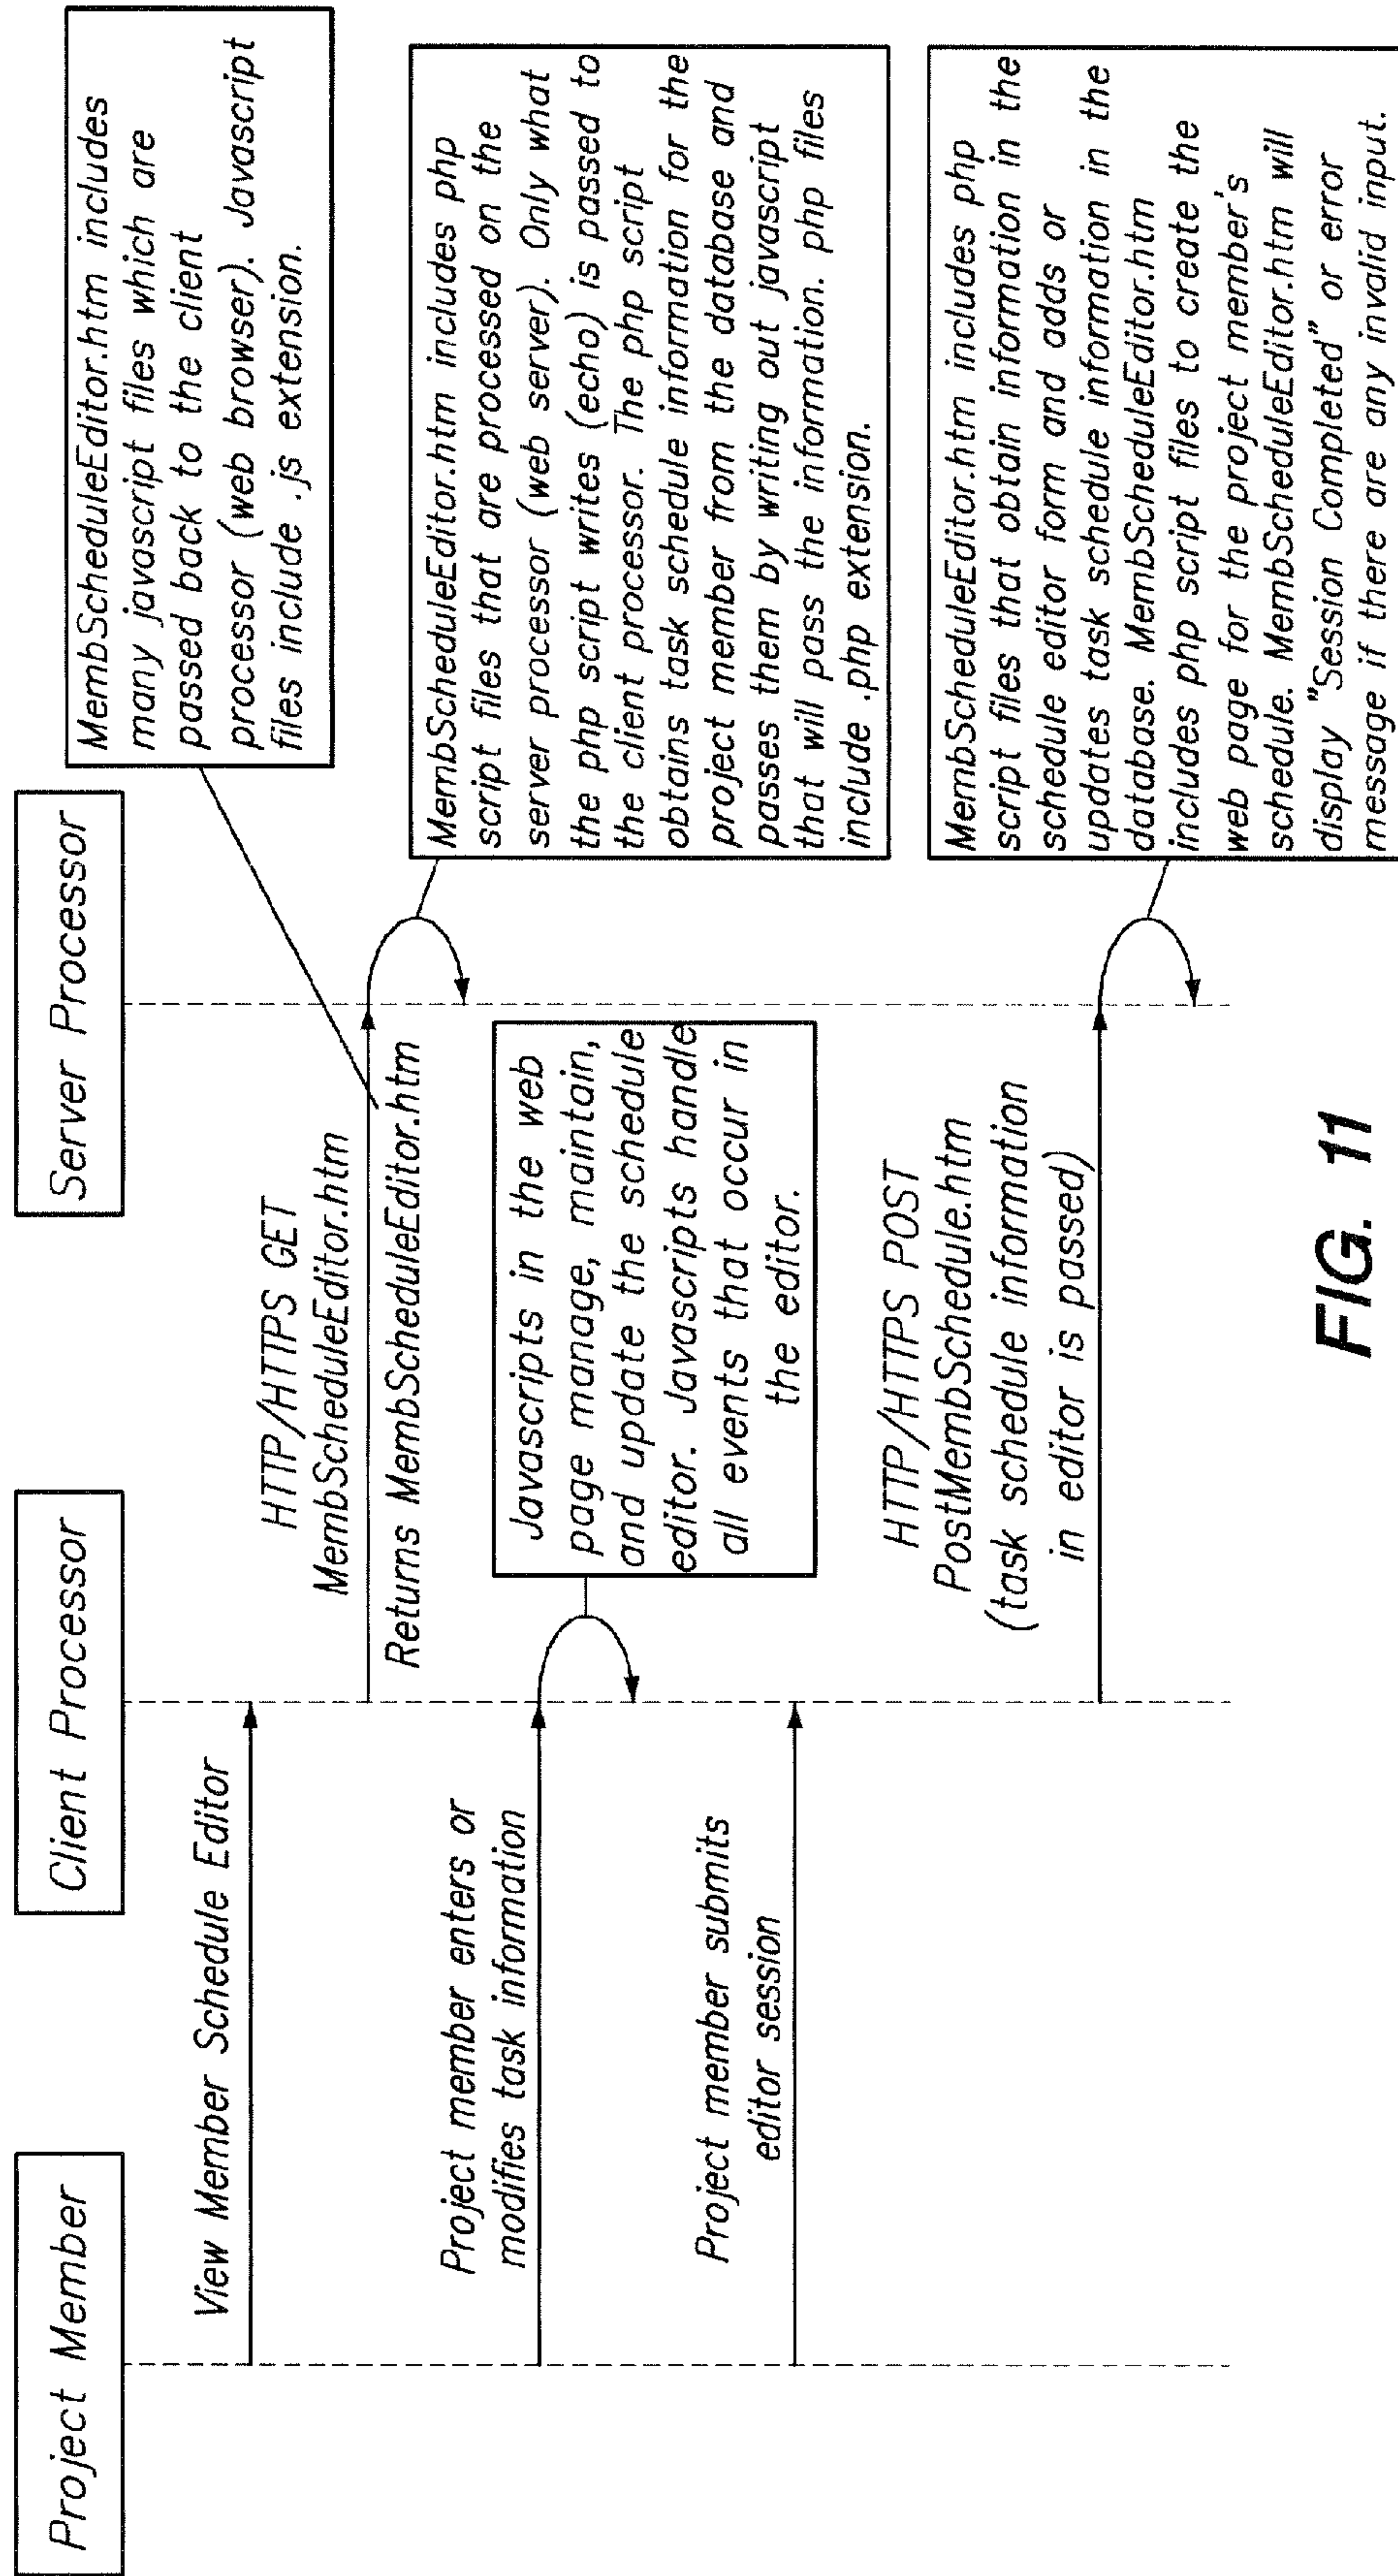 Project Member
Client Processor
Server Processor
View Member Schedule Editor
HTTP/HTTPS GET
MembScheduleEditor.htm
Returns MembScheduleEditor.htm
MembScheduleEditor.htm includes
many javascript files which are
passed back to the client
processor (web browser). Javascript
files include .js extension.
MembScheduleEditor.htm includes php
script files that are processed on the
server processor (web server). Only what
the php script writes (echo) is passed to
the client processor. The php script
obtains task schedule information for the
project member from the database and
passes them by writing out javascript
that will pass the information. php files
include .php extension.
Project member enters or
modifies task information
Javascripts in the web
page manage, maintain,
and update the schedule
editor. Javascripts handle
all events that occur in
the editor.
Project member submits
editor session
HTTP/HTTPS POST
PostMembSchedule.htm
(task schedule information
in editor is passed)
MembScheduleEditor.htm includes php
script files that obtain information in the
schedule editor form and adds or
updates task schedule information in the
database. MembScheduleEditor.htm
includes php script files to create the
web page for the project member's
schedule. MembScheduleEditor.htm will
display "Session Completed" or error
message if there are any invalid input.
FIG. 11